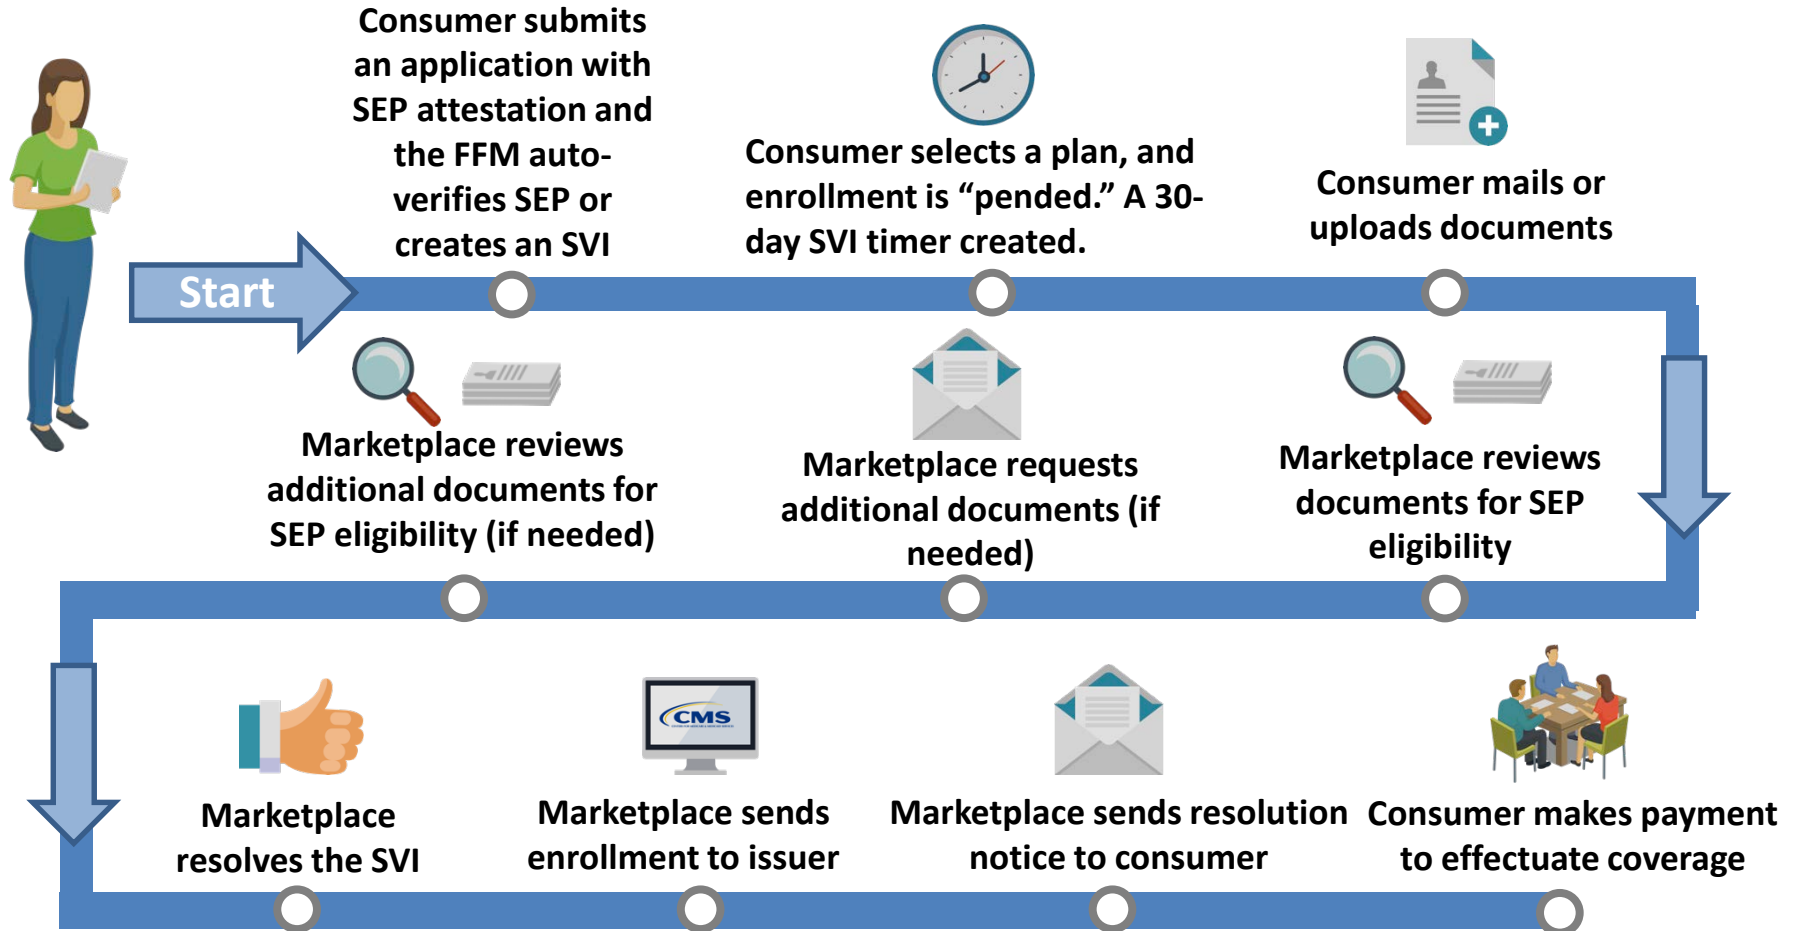 Consumer submits
an application with
SEP attestation and
the FFM auto-
verifies SEP or
creates an SVI
Consumer selects a plan, and
enrollment is “pended.” A 30-
day SVI timer created.
Consumer mails or
uploads documents
Start
Marketplace reviews
documents for SEP
eligibility
Marketplace requests
additional documents (if
needed)
Marketplace reviews
additional documents for
SEP eligibility (if needed)
Marketplace
resolves the SVI
CMS
Marketplace sends
enrollment to issuer
Marketplace sends resolution
notice to consumer
Consumer makes payment
to effectuate coverage